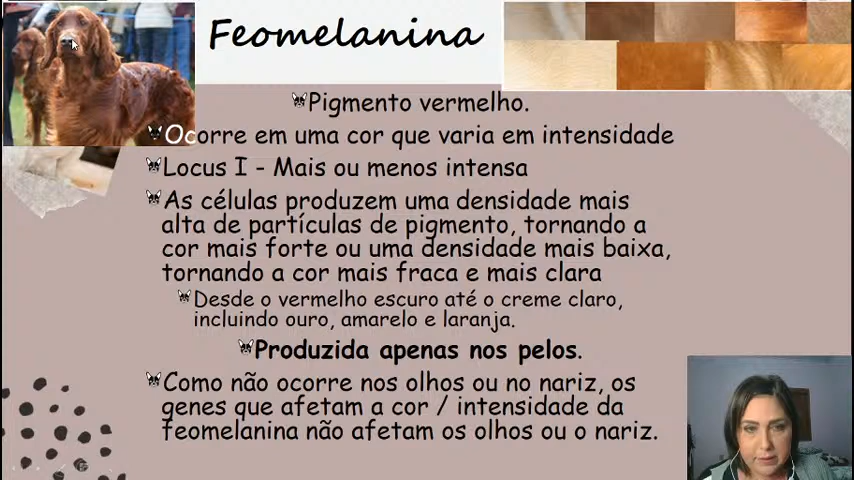 Feomelanina
Pigmento vermelho.
Ocorre em uma cor que varia em intensidade
Locus I - Mais ou menos intensa
As células produzem uma densidade mais
alta de partículas de pigmento, tornando a
cor mais forte ou uma densidade mais baixa,
tornando a cor mais fraca e mais clara
Desde o vermelho escuro até o creme claro,
incluindo ouro, amarelo e laranja.
Produzida apenas nos pelos.
Como não ocorre nos olhos ou no nariz, os
genes que afetam a cor / intensidade da
feomelanina não afetam os olhos ou o nariz.